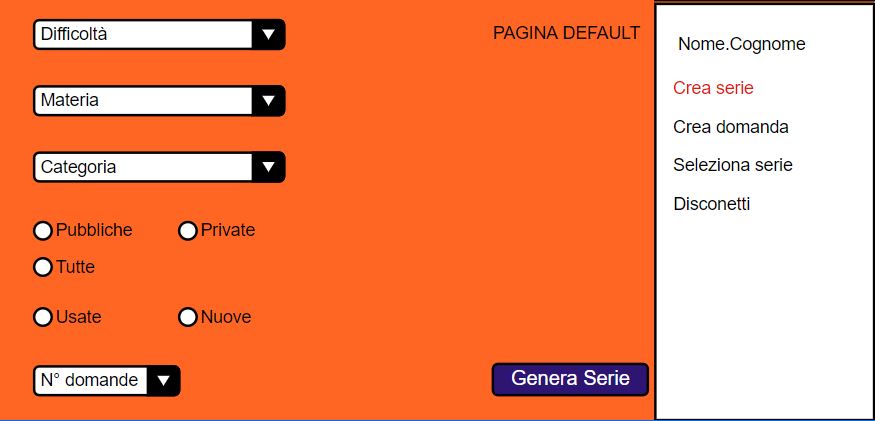 Difficoltà
PAGINA DEFAULT
Materia
Categoria
Pubbliche Private
Tutte
Usate Nuove
N° domande
Genera Serie
Nome.Cognome
Crea serie
Crea domanda
Seleziona serie
Disconetti